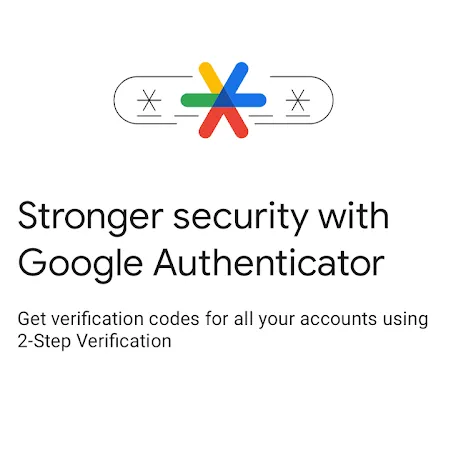 Stronger security with
Google Authenticator
Get verification codes for all your accounts using
2-Step Verification